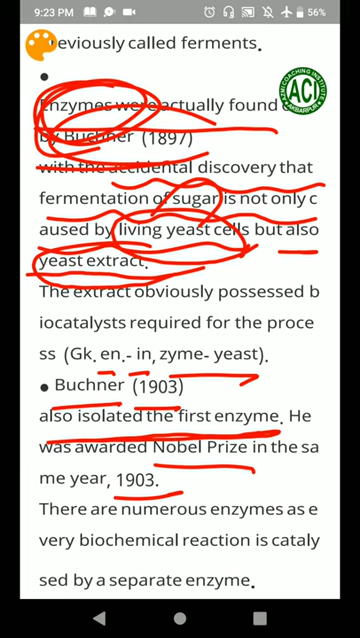 9:23 PM
56%
eviously called ferments.
•
Enzymes were actually found
by Buchner (1897)
with the accidental discovery that
fermentation of sugar is not only c
aused by living yeast cells but also
yeast extract.
The extract obviously possessed b
iocatalysts required for the proce
ss (Gk. en.- in, zyme- yeast).
• Buchner (1903)
also isolated the first enzyme. He
was awarded Nobel Prize in the sa
me year, 1903.
There are numerous enzymes as e
very biochemical reaction is cataly
sed by a separate enzyme.
AZMI COACHING INSTITUTE
ACI
AKBARPUR